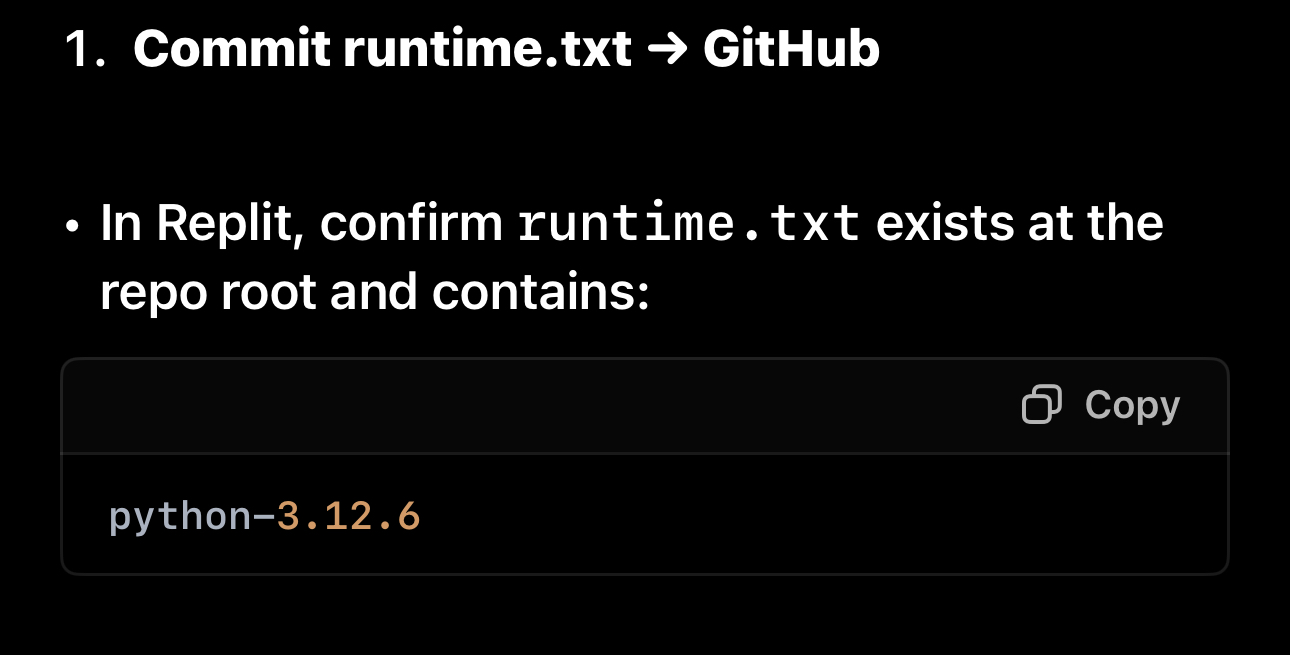 1. Commit runtime.txt → GitHub
• In Replit, confirm runtime.txt exists at the
repo root and contains:
Copy
python-3.12.6